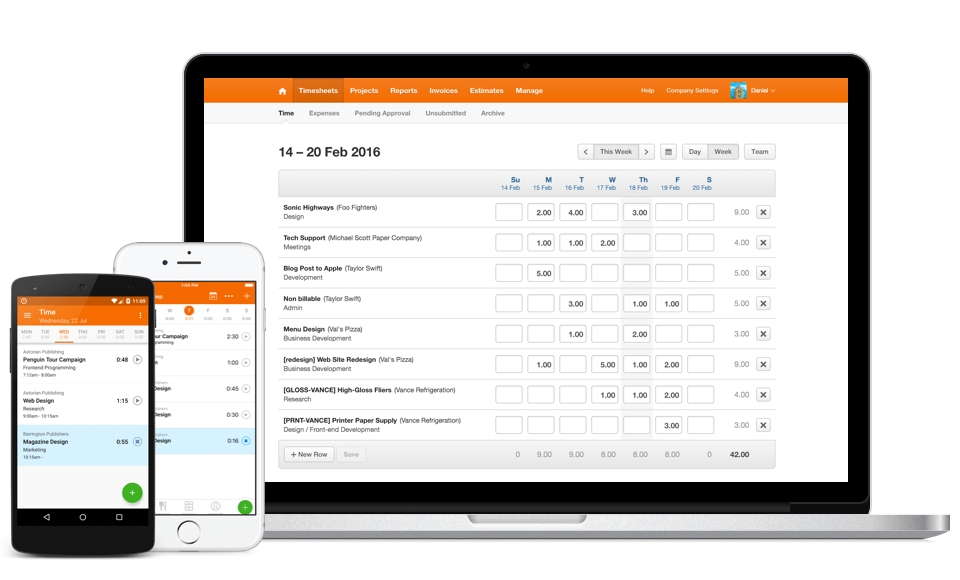 Timesheets Projects Reports Invoices Estimates Manage Help Company Settings Daniel
Time Expenses Pending Approval Unsubmitted Archive
14 – 20 Feb 2016 This Week Day Week Team
Su M T W Th F S
14 Feb 15 Feb 16 Feb 17 Feb 18 Feb 19 Feb 20 Feb
Sonic Highways (Foo Fighters)
Design
2.00 4.00 3.00 9.00
Tech Support (Michael Scott Paper Company)
Meetings
1.00 1.00 2.00 4.00
Blog Post to Apple (Taylor Swift)
Development
5.00 5.00
Non billable (Taylor Swift)
Admin
3.00 1.00 1.00 5.00
Menu Design (Val's Pizza)
Business Development
1.00 2.00 3.00
[redesign] Web Site Redesign (Val's Pizza)
Business Development
1.00 5.00 1.00 2.00 9.00
[GLOSS-VANCE] High-Gloss Fliers (Vance Refrigeration)
Research
1.00 1.00 2.00 4.00
[PRNT-VANCE] Printer Paper Supply (Vance Refrigeration)
Design / Front-end Development
3.00 3.00
+ New Row Save 0 9.00 9.00 8.00 8.00 8.00 0 42.00
11:09
Time
Wednesday, 22 Jul
MON TUE WED THU FRI SAT SUN
Astorian Publishing
Penguin Tour Campaign 0:48
Frontend Programming
7:12am - 8:00am
Astorian Publishing
Web Design 1:15
Research
9:00am - 10:15am
Barrington Publishing
Magazine Design 0:55
Marketing
10:15am -
1:04 PM
W T F S S
Campaign 2:30
1:00
Design 0:45
Design 0:30
Design 0:16